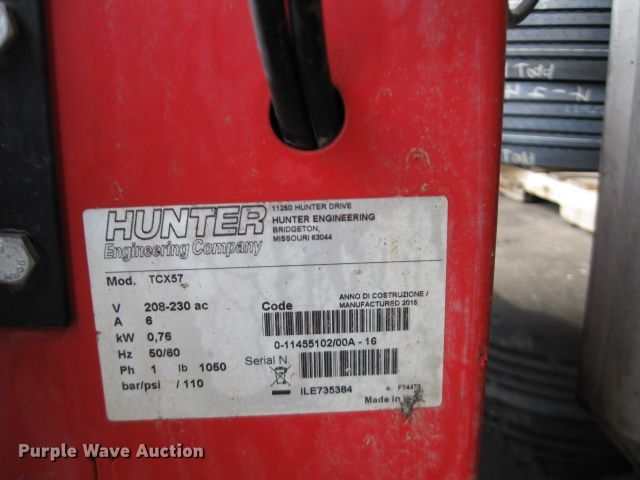 HUNTER
Engineering Company
11250 HUNTER DRIVE
HUNTER ENGINEERING
BRIDGETON,
MISSOURI 63044
Mod. TCX57
V 208-230 ac
A 6
kW 0,76
Hz 50/60
Ph 1 lb 1050
bar/psi / 110
Code
ANNO DI COSTRUZIONE /
MANUFACTURED 2015
0-11455102/00A - 16
Serial N.
ILE735384
Made in
Purple Wave Auction